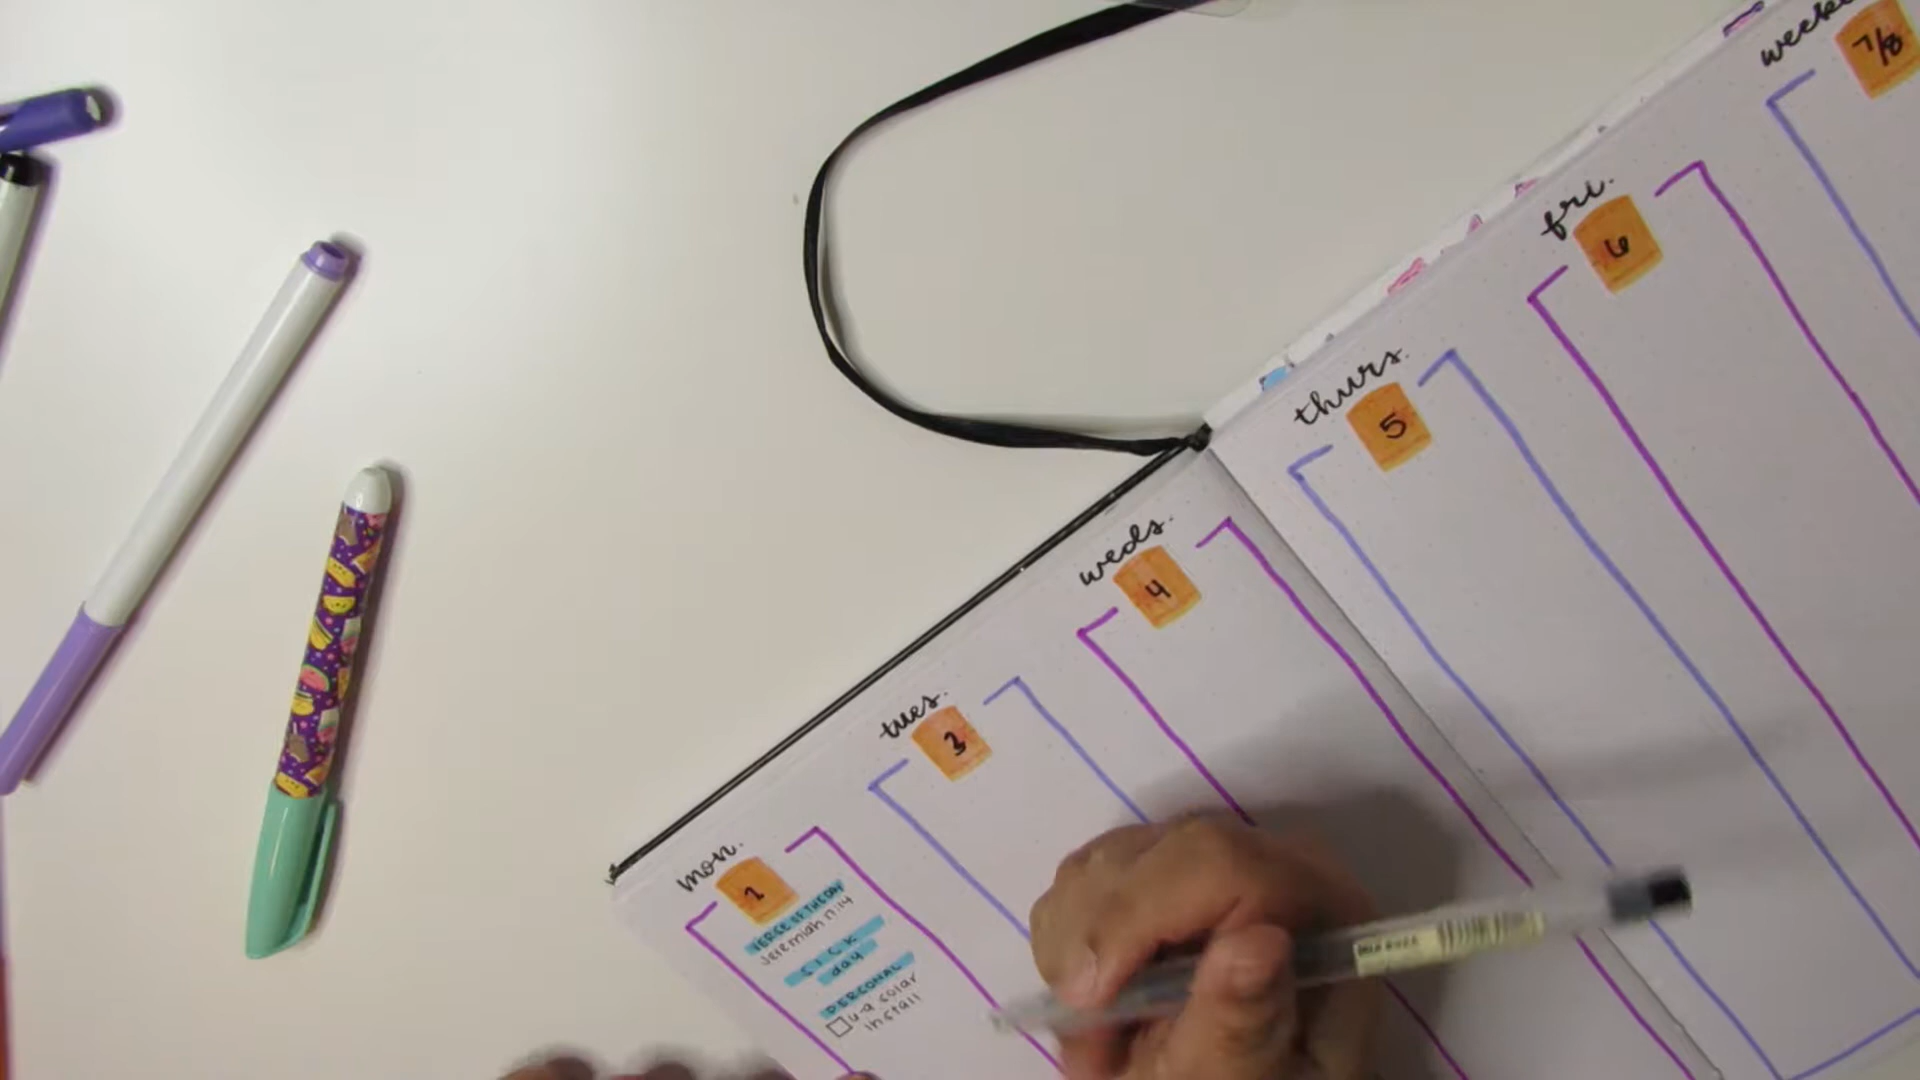 mon.
2
VERSE OF THE DAY
Jeremiah 17:14
SICK
day
PERSONAL
u-a solar
install
tues.
3
weds.
4
thurs.
5
fri.
6
7/8